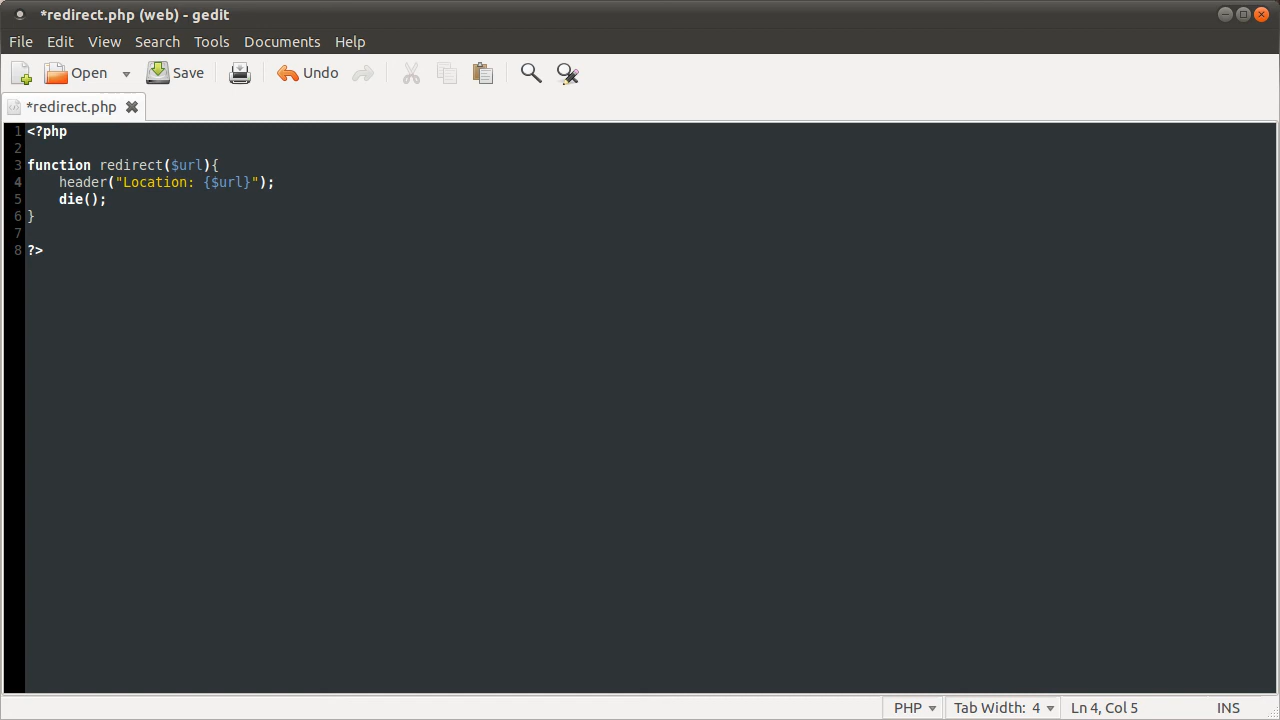 *redirect.php (web) - gedit
File Edit View Search Tools Documents Help
Open Save Undo
*redirect.php
1 <?php
2
3 function redirect($url){
4     header("Location: {$url}");
5     die();
6 }
7
8 ?>
PHP Tab Width: 4 Ln 4, Col 5 INS